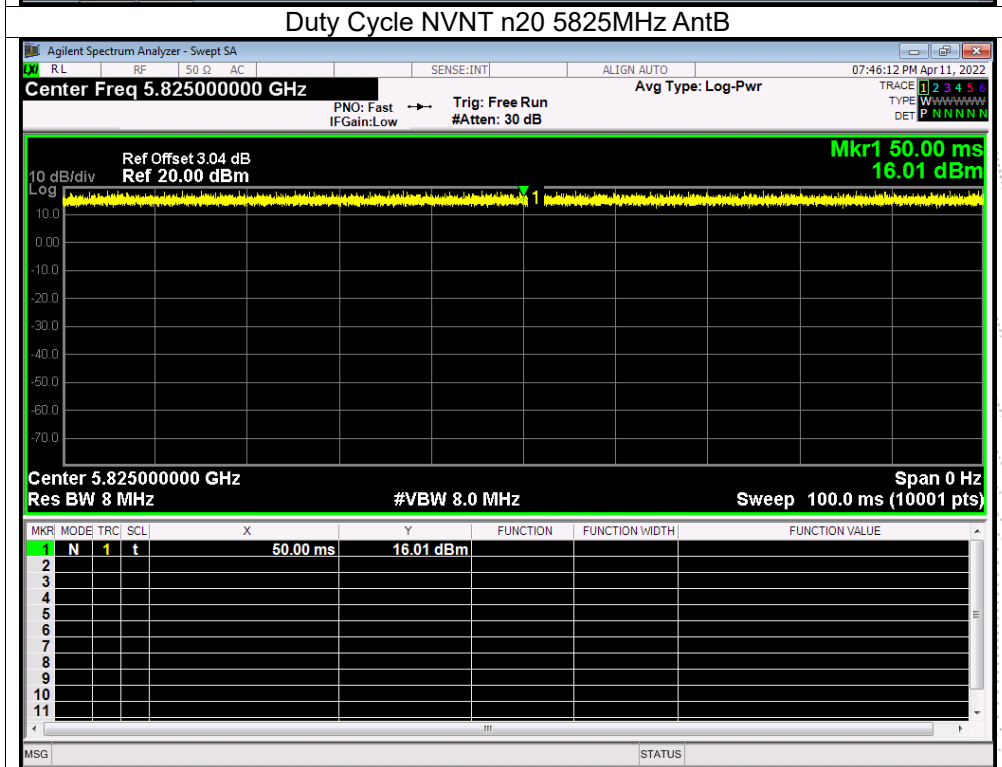 Duty Cycle NVNT n20 5825MHz AntB
Agilent Spectrum Analyzer - Swept SA
LXI RL RF 50 Ω AC SENSE:INT ALIGN AUTO 07:46:12 PM Apr 11, 2022
Center Freq 5.825000000 GHz Avg Type: Log-Pwr TRACE 1 2 3 4 5 6
PNO: Fast Trig: Free Run TYPE WWWWWW
IFGain:Low #Atten: 30 dB DET P N N N N N
Mkr1 50.00 ms
Ref Offset 3.04 dB
10 dB/div Ref 20.00 dBm 16.01 dBm
Log
1
10.0
0.00
-10.0
-20.0
-30.0
-40.0
-50.0
-60.0
-70.0
Center 5.825000000 GHz Span 0 Hz
Res BW 8 MHz #VBW 8.0 MHz Sweep 100.0 ms (10001 pts)
MKR MODE TRC SCL X Y FUNCTION FUNCTION WIDTH FUNCTION VALUE
1 N 1 t 50.00 ms 16.01 dBm
2
3
4
5
6
7
8
9
10
11
MSG STATUS